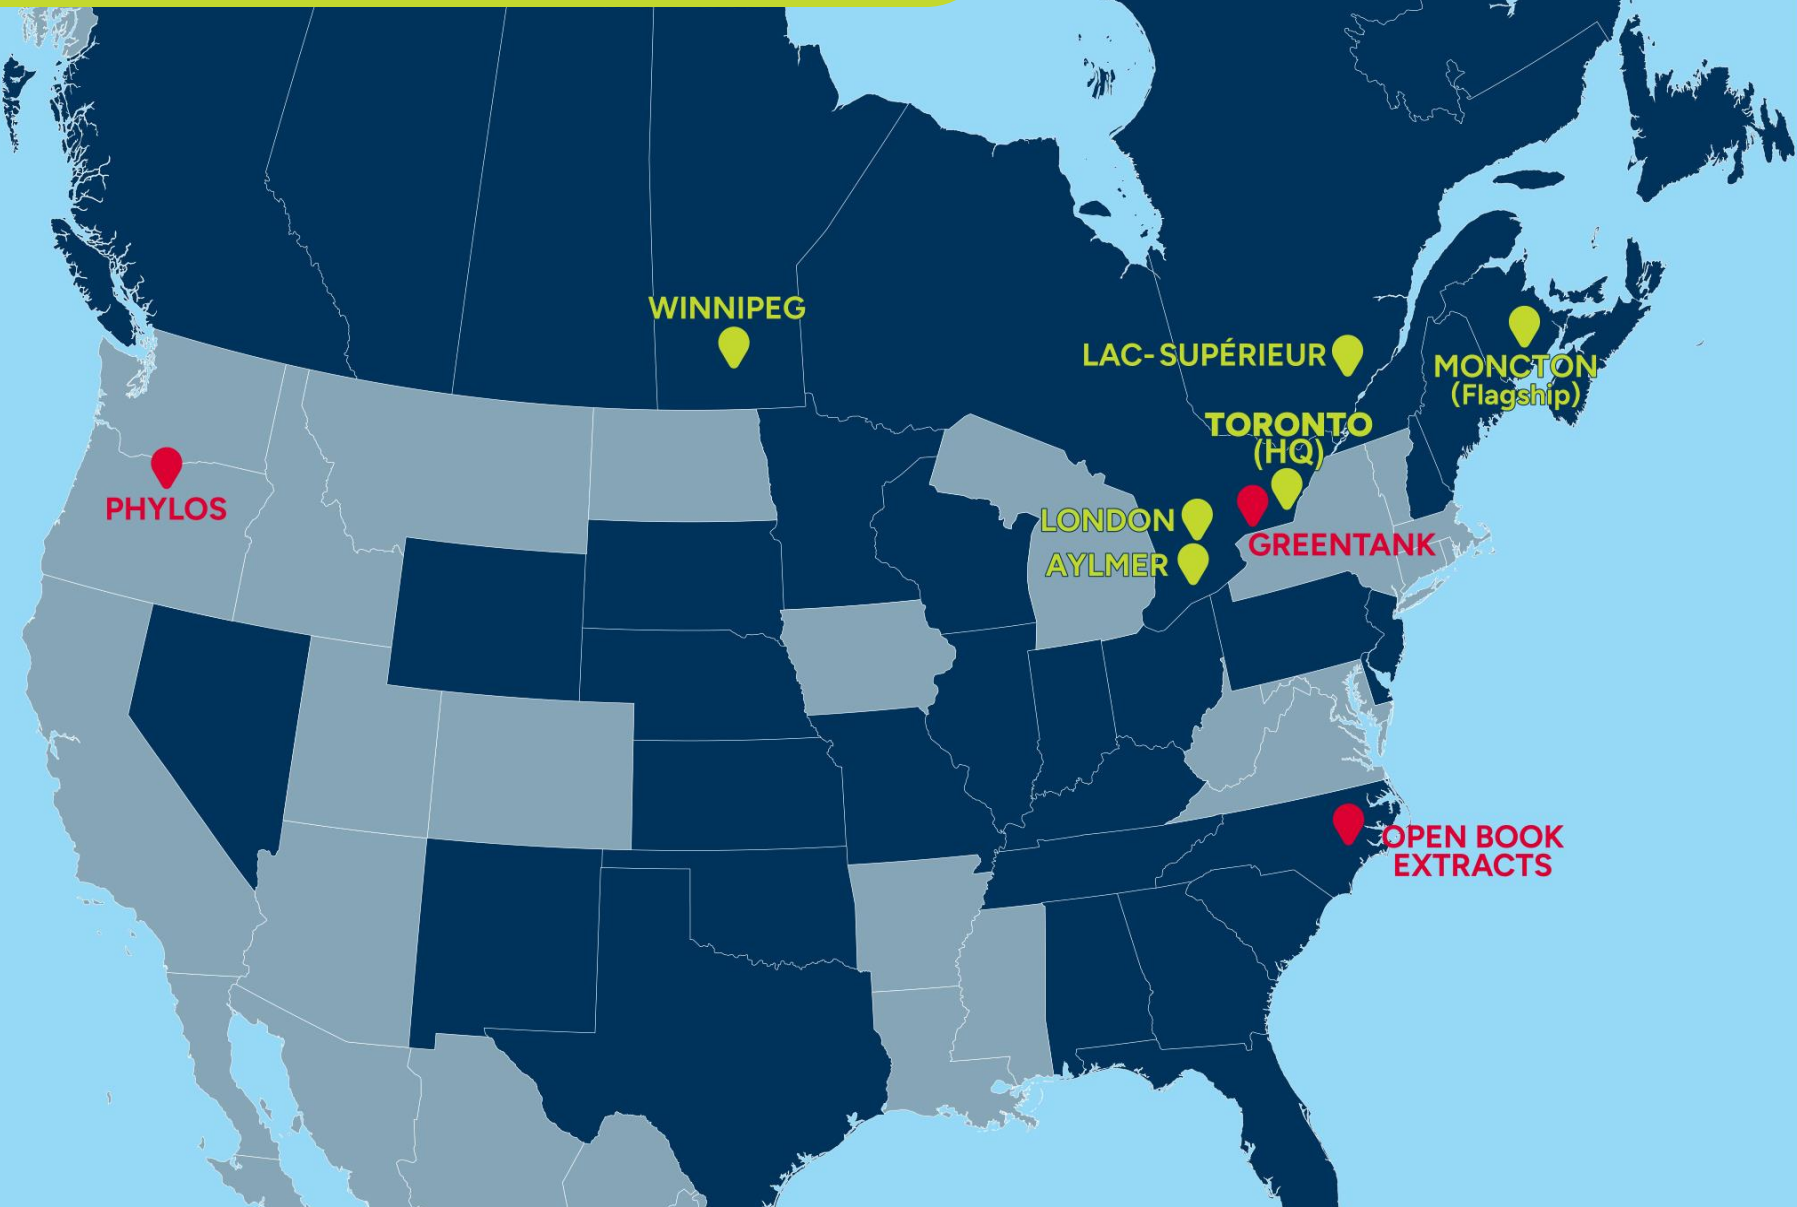 WINNIPEG
LAC-SUPÉRIEUR
MONCTON
(Flagship)
TORONTO
(HQ)
PHYLOS
LONDON
GREENTANK
AYLMER
OPEN BOOK
EXTRACTS